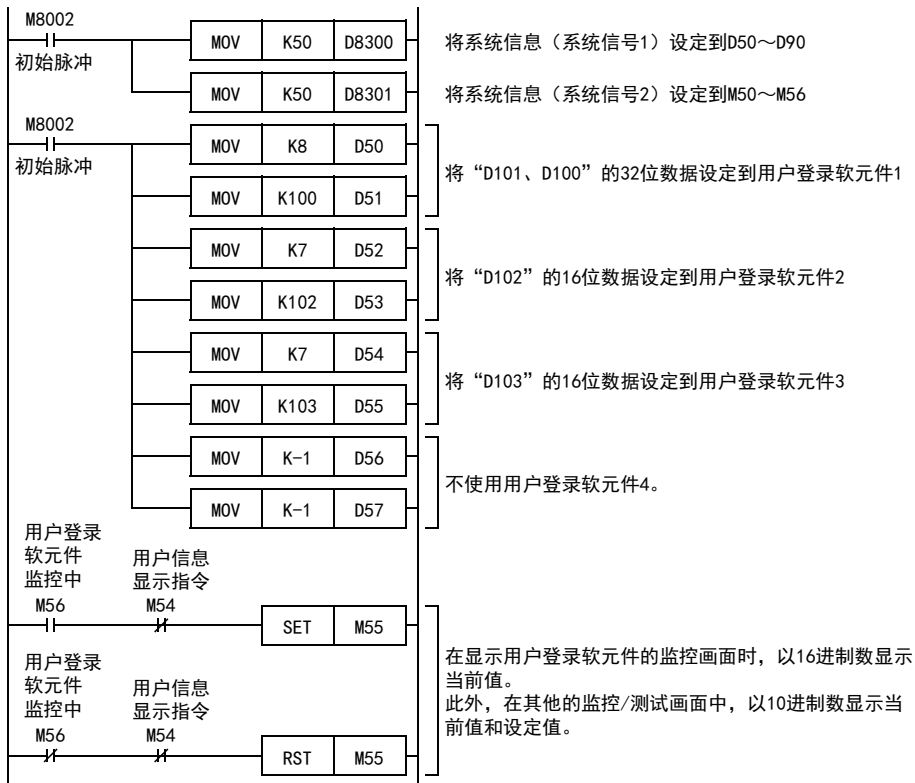 M8002
初始脉冲
MOV K50 D8300
将系统信息（系统信号1）设定到D50～D90
MOV K50 D8301
将系统信息（系统信号2）设定到M50～M56
M8002
初始脉冲
MOV K8 D50
MOV K100 D51
将“D101、D100”的32位数据设定到用户登录软元件1
MOV K7 D52
MOV K102 D53
将“D102”的16位数据设定到用户登录软元件2
MOV K7 D54
MOV K103 D55
将“D103”的16位数据设定到用户登录软元件3
MOV K-1 D56
MOV K-1 D57
不使用用户登录软元件4。
用户登录
软元件
监控中
M56
用户信息
显示指令
M54
SET M55
用户登录
软元件
监控中
M56
用户信息
显示指令
M54
RST M55
在显示用户登录软元件的监控画面时，以16进制数显示
当前值。
此外，在其他的监控/测试画面中，以10进制数显示当
前值和设定值。